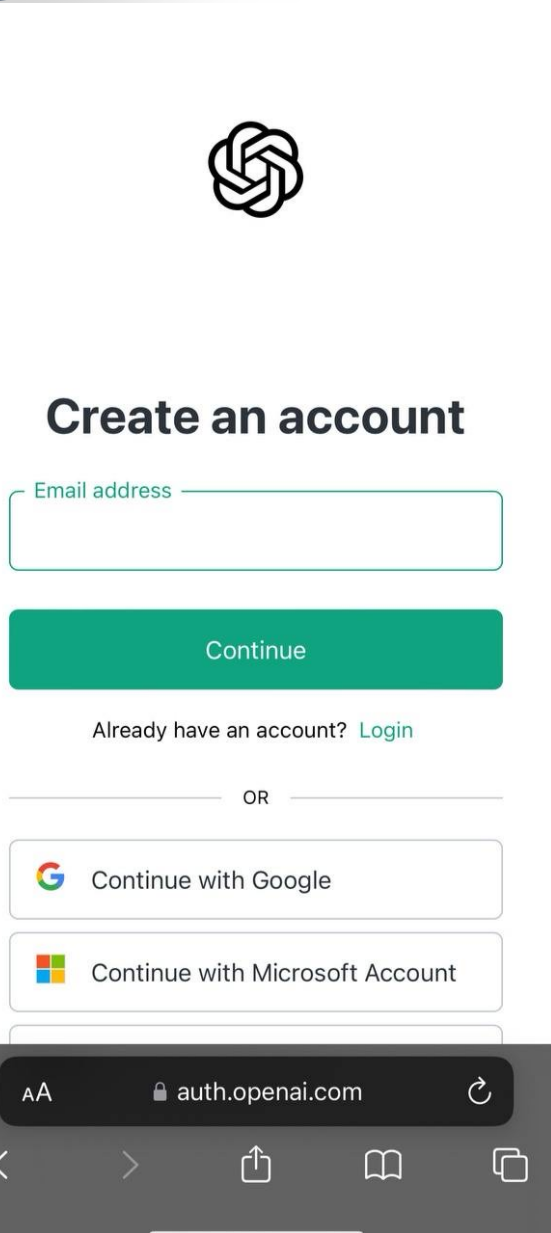 Create an account
Email address
Continue
Already have an account? Login
OR
Continue with Google
Continue with Microsoft Account
AA
auth.openai.com